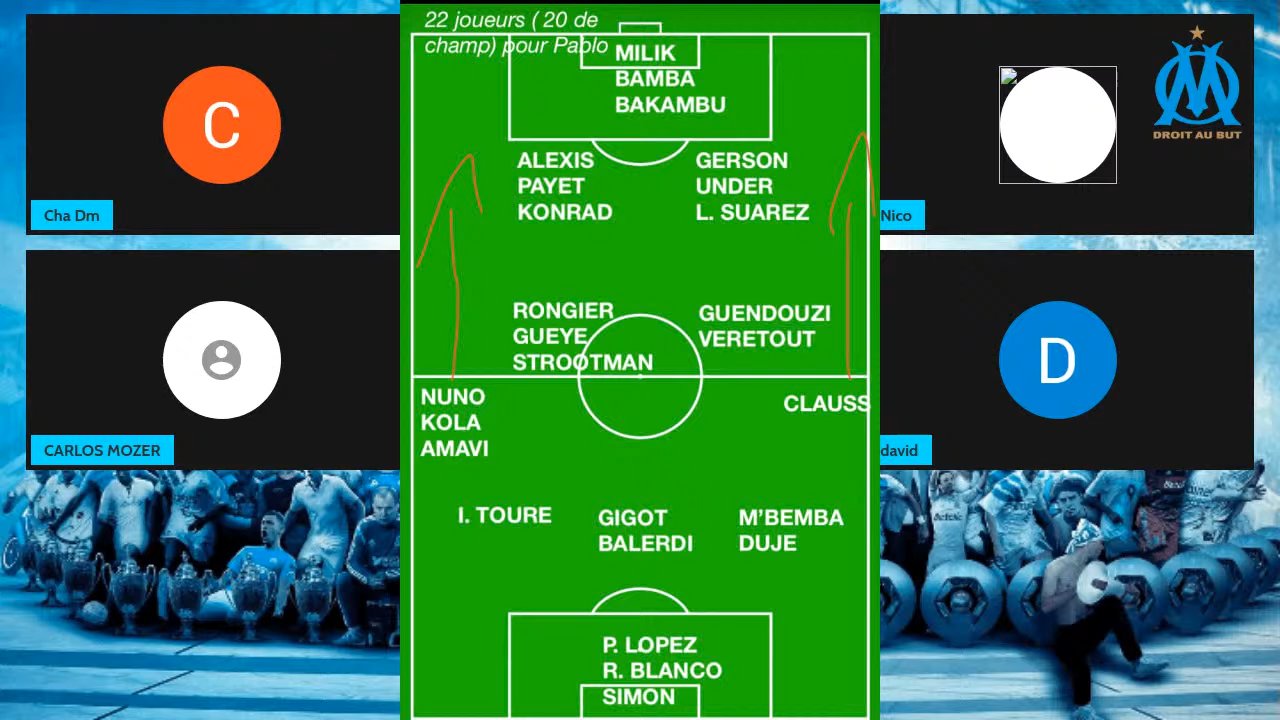 22 joueurs ( 20 de
champ) pour Pablo
MILIK
BAMBA
BAKAMBU
ALEXIS
PAYET
KONRAD
GERSON
UNDER
L. SUAREZ
RONGIER
GUEYE
STROOTMAN
GUENDOUZI
VERETOUT
NUNO
KOLA
AMAVI
CLAUSS
I. TOURE
GIGOT
BALERDI
M'BEMBA
DUJE
P. LOPEZ
R. BLANCO
SIMON
C
Cha Dm
CARLOS MOZER
Nico
DROIT AU BUT
D
david